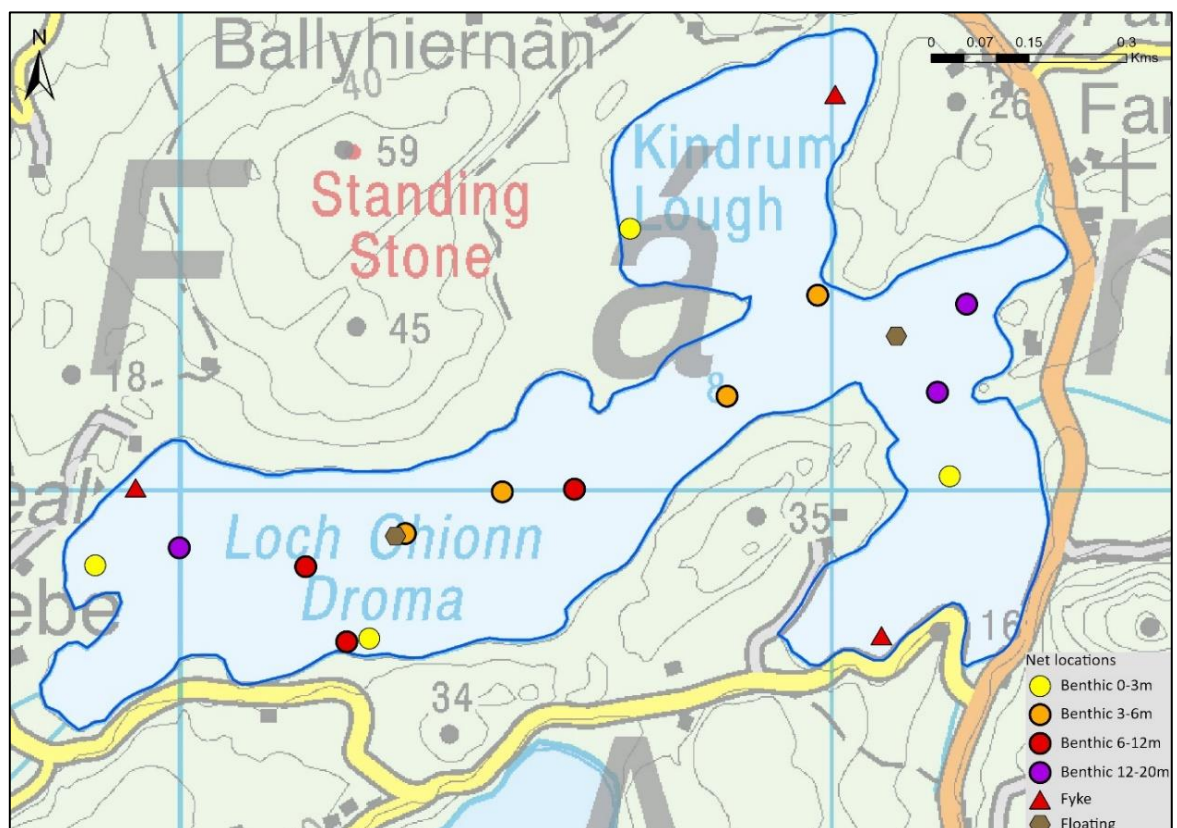 N
Ballyhiernán
40
0 0.07 0.15 0.3
Kms
26
59
Standing
Stone
Kindrum
Lough
Fá
45
18
8
35
Loch Chionn
Droma
34
16
Net locations
Benthic 0-3m
Benthic 3-6m
Benthic 6-12m
Benthic 12-20m
Fyke
Floating